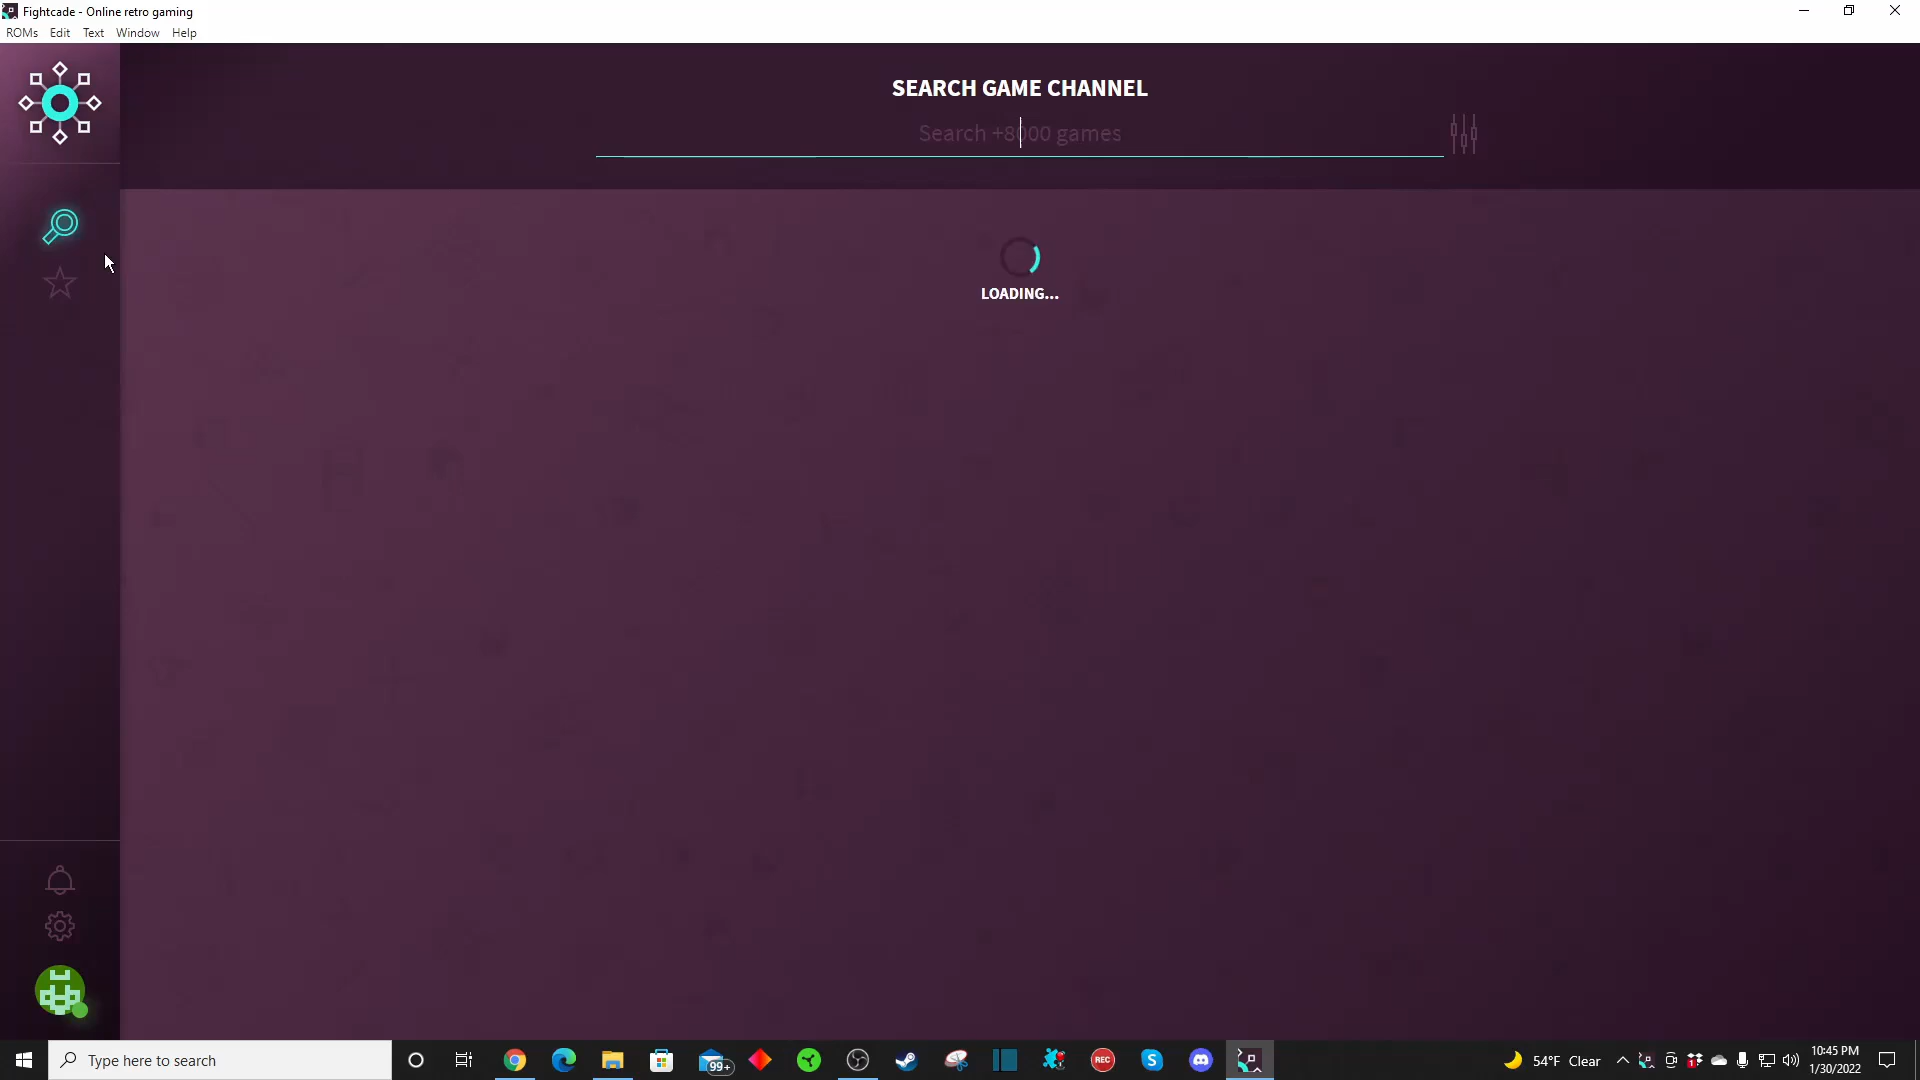 Fightcade - Online retro gaming
ROMs Edit Text Window Help
SEARCH GAME CHANNEL
Search +8000 games
LOADING...
Type here to search
99+
REC
54°F Clear
10:45 PM
1/30/2022